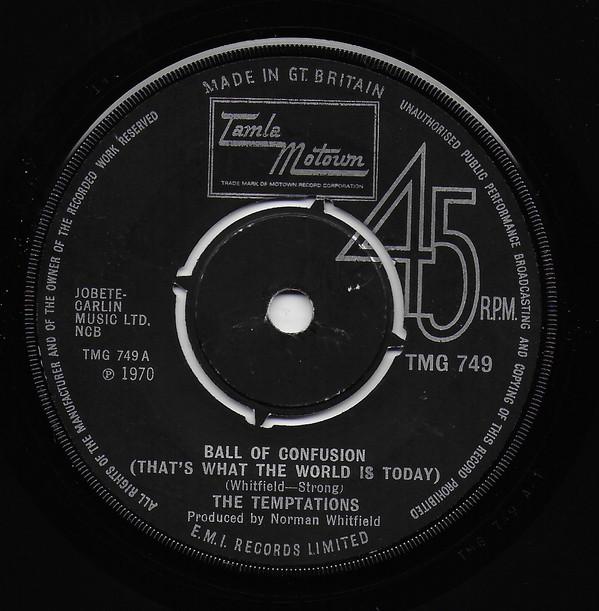 MADE IN GT. BRITAIN
UNAUTHORISED PUBLIC PERFORMANCE BROADCASTING AND COPYING OF THIS RECORD PROHIBITED
ALL RIGHTS OF THE MANUFACTURER AND OF THE OWNER OF THE RECORDED WORK RESERVED
Tamla
Motown
TRADE MARK OF MOTOWN RECORD CORPORATION
45
R.P.M.
JOBETE-
CARLIN
MUSIC LTD.
NCB
TMG 749 A
℗ 1970
TMG 749
BALL OF CONFUSION
(THAT'S WHAT THE WORLD IS TODAY)
(Whitfield—Strong)
THE TEMPTATIONS
Produced by Norman Whitfield
E.M.I. RECORDS LIMITED